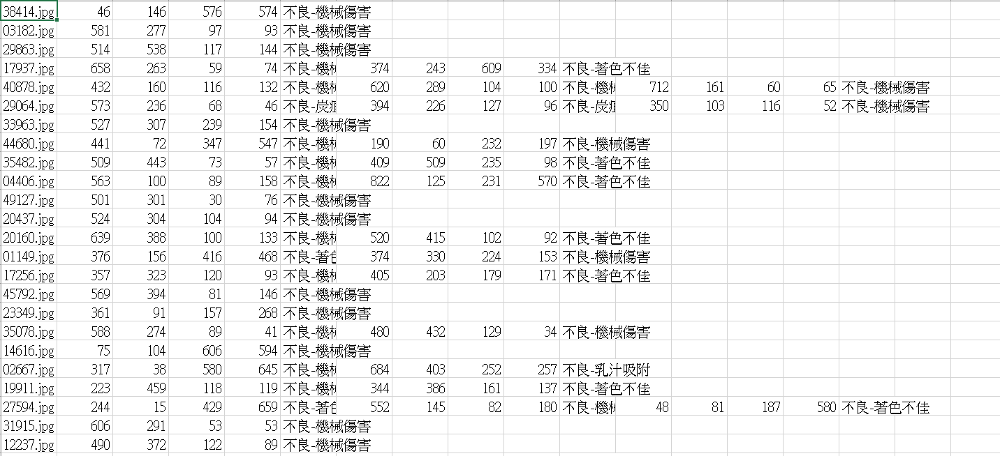 38414.jpg 46 146 576 574 不良-機械傷害
03182.jpg 581 277 97 93 不良-機械傷害
29863.jpg 514 538 117 144 不良-機械傷害
17937.jpg 658 263 59 74 不良-機 374 243 609 334 不良-著色不佳
40878.jpg 432 160 116 132 不良-機 620 289 104 100 不良-機 712 161 60 65 不良-機械傷害
29064.jpg 573 236 68 46 不良-炭 394 226 127 96 不良-炭 350 103 116 52 不良-機械傷害
33963.jpg 527 307 239 154 不良-機械傷害
44680.jpg 441 72 347 547 不良-機 190 60 232 197 不良-機械傷害
35482.jpg 509 443 73 57 不良-機 409 509 235 98 不良-著色不佳
04406.jpg 563 100 89 158 不良-機 822 125 231 570 不良-著色不佳
49127.jpg 501 301 30 76 不良-機械傷害
20437.jpg 524 304 104 94 不良-機械傷害
20160.jpg 639 388 100 133 不良-機 520 415 102 92 不良-著色不佳
01149.jpg 376 156 416 468 不良-著色 374 330 224 153 不良-機械傷害
17256.jpg 357 323 120 93 不良-機 405 203 179 171 不良-著色不佳
45792.jpg 569 394 81 146 不良-機械傷害
23349.jpg 361 91 157 268 不良-機械傷害
35078.jpg 588 274 89 41 不良-機 480 432 129 34 不良-機械傷害
14616.jpg 75 104 606 594 不良-機械傷害
02667.jpg 317 38 580 645 不良-機 684 403 252 257 不良-乳汁吸附
19911.jpg 223 459 118 119 不良-機 344 386 161 137 不良-著色不佳
27594.jpg 244 15 429 659 不良-著色 552 145 82 180 不良-機 48 81 187 580 不良-著色不佳
31915.jpg 606 291 53 53 不良-機械傷害
12237.jpg 490 372 122 89 不良-機械傷害